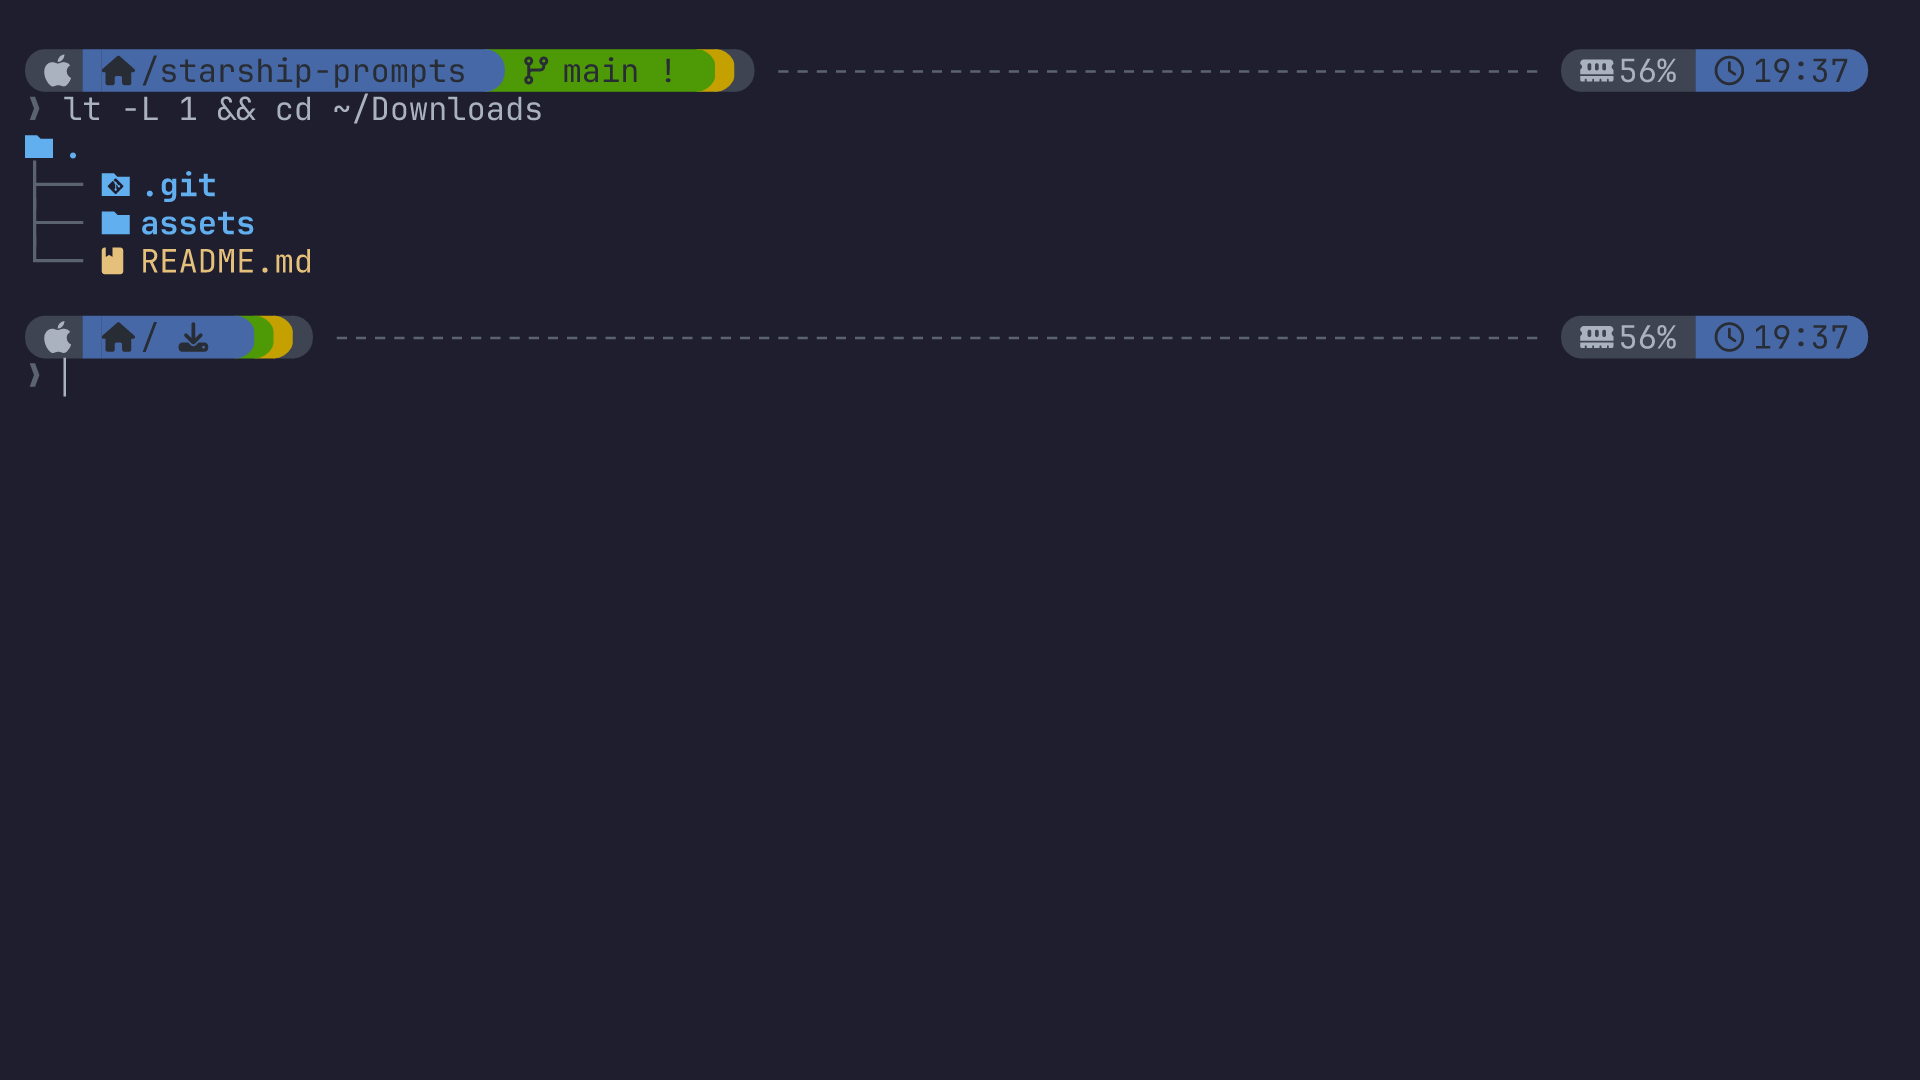 /starship-prompts main ! 56% 19:37
❯ lt -L 1 && cd ~/Downloads
.
├── .git
├── assets
└── README.md
/ 56% 19:37
❯